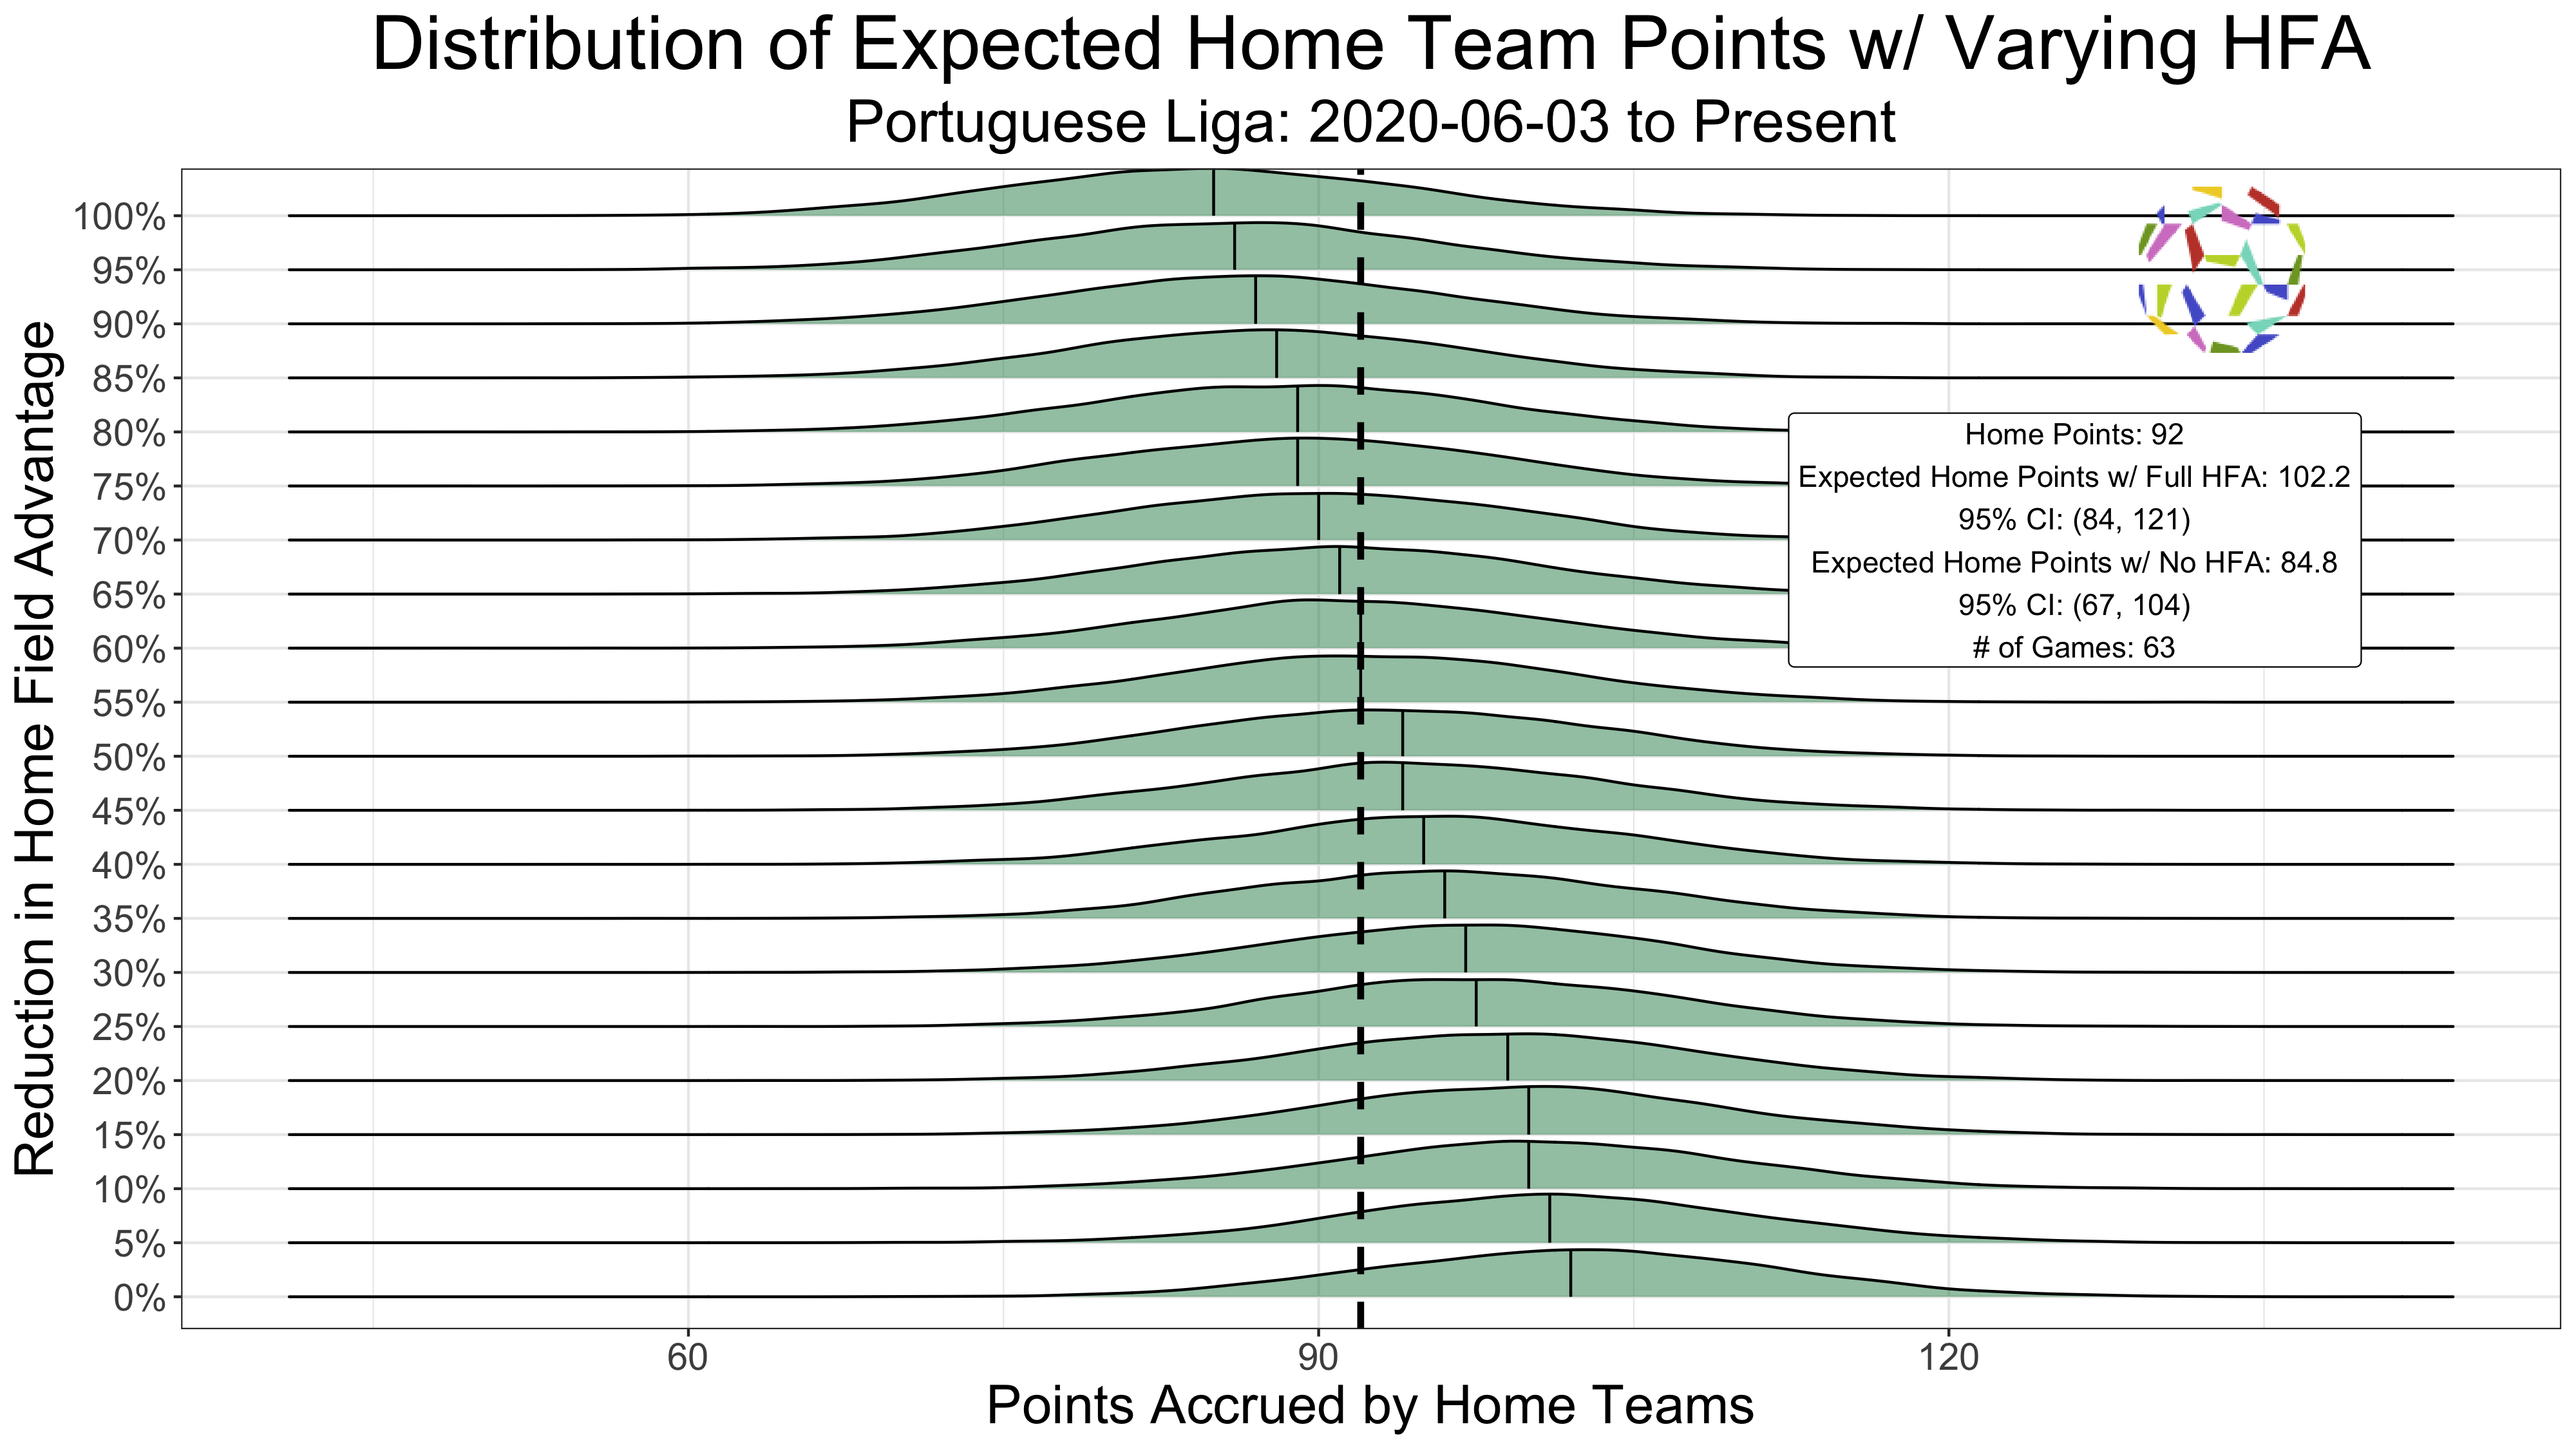 Distribution of Expected Home Team Points w/ Varying HFA
Portuguese Liga: 2020-06-03 to Present
Reduction in Home Field Advantage
100%
95%
90%
85%
80%
75%
70%
65%
60%
55%
50%
45%
40%
35%
30%
25%
20%
15%
10%
5%
0%
Home Points: 92
Expected Home Points w/ Full HFA: 102.2
95% CI: (84, 121)
Expected Home Points w/ No HFA: 84.8
95% CI: (67, 104)
# of Games: 63
60 90 120
Points Accrued by Home Teams